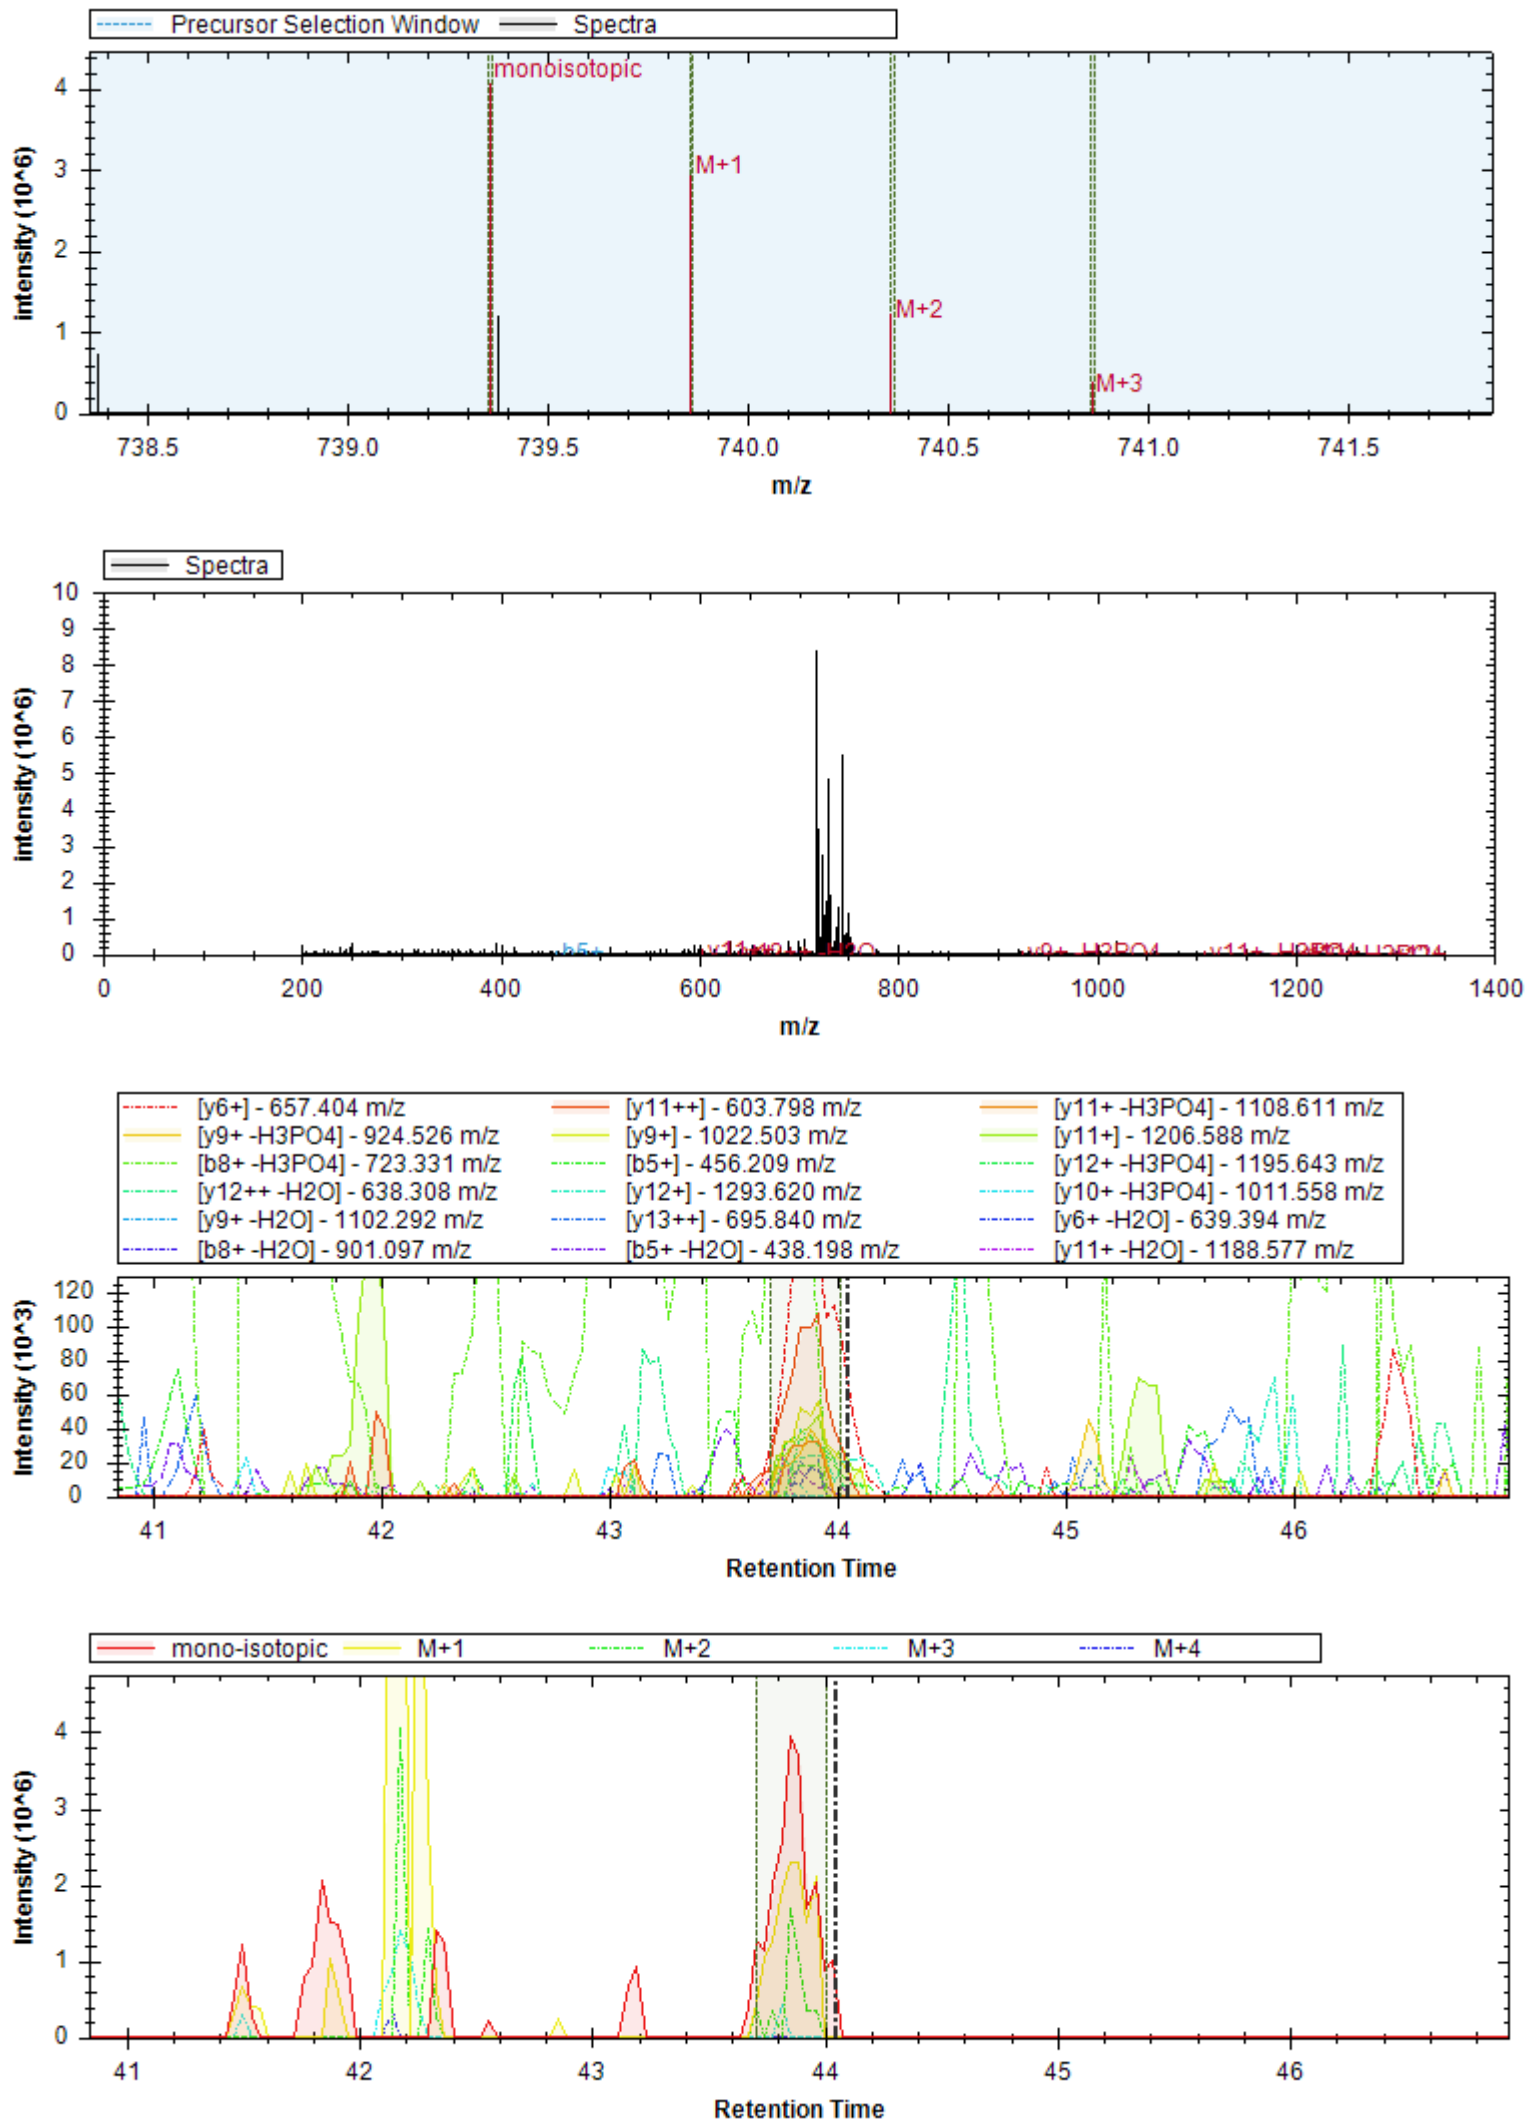 Precursor Selection Window Spectra
intensity (10^6)
4
3
2
1
0
monoisotopic
M+1
M+2
M+3
738.5 739.0 739.5 740.0 740.5 741.0 741.5
m/z
Spectra
intensity (10^6)
10
9
8
7
6
5
4
3
2
1
0
b5+
0 200 400 600 800 1000 1200 1400
m/z
[y6+] - 657.404 m/z [y11++] - 603.798 m/z [y11+ -H3PO4] - 1108.611 m/z
[y9+ -H3PO4] - 924.526 m/z [y9+] - 1022.503 m/z [y11+] - 1206.588 m/z
[b8+ -H3PO4] - 723.331 m/z [b5+] - 456.209 m/z [y12+ -H3PO4] - 1195.643 m/z
[y12++ -H2O] - 638.308 m/z [y12+] - 1293.620 m/z [y10+ -H3PO4] - 1011.558 m/z
[y9+ -H2O] - 1102.292 m/z [y13++] - 695.840 m/z [y6+ -H2O] - 639.394 m/z
[b8+ -H2O] - 901.097 m/z [b5+ -H2O] - 438.198 m/z [y11+ -H2O] - 1188.577 m/z
Intensity (10^3)
120
100
80
60
40
20
0
41 42 43 44 45 46
Retention Time
mono-isotopic M+1 M+2 M+3 M+4
Intensity (10^6)
4
3
2
1
0
41 42 43 44 45 46
Retention Time